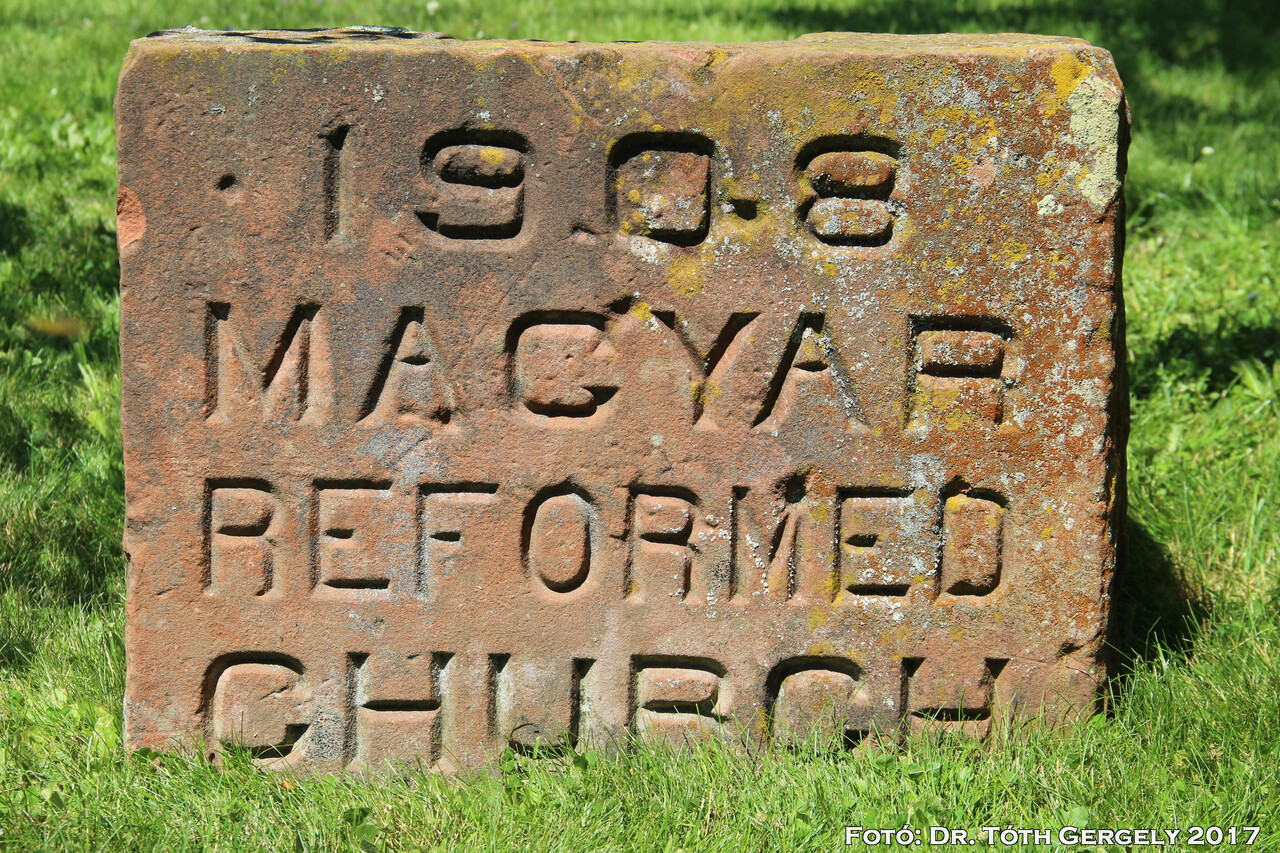 1908
MAGYAR
REFORMED
CHURCH
Fotó: Dr. Tóth Gergely 2017